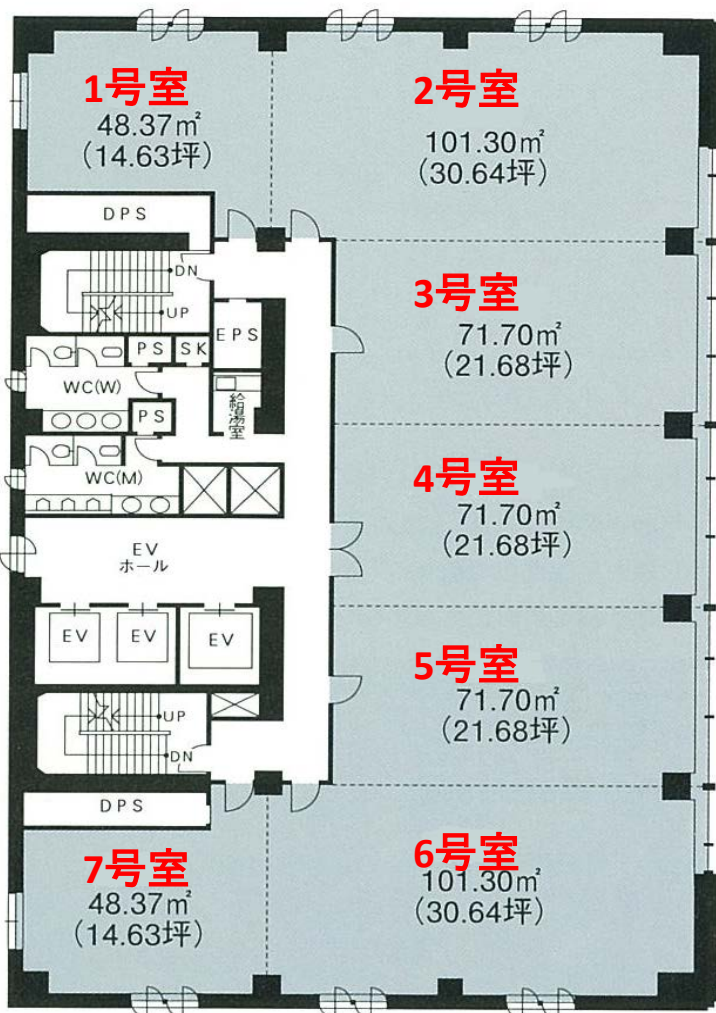 1号室
48.37㎡
(14.63坪)
2号室
101.30㎡
(30.64坪)
DPS
DN
UP
EPS
3号室
71.70㎡
(21.68坪)
PS
SK
WC(W)
PS
給湯室
WC(M)
4号室
71.70㎡
(21.68坪)
EV
ホール
EV
EV
EV
5号室
71.70㎡
(21.68坪)
UP
DN
DPS
7号室
48.37㎡
(14.63坪)
6号室
101.30㎡
(30.64坪)